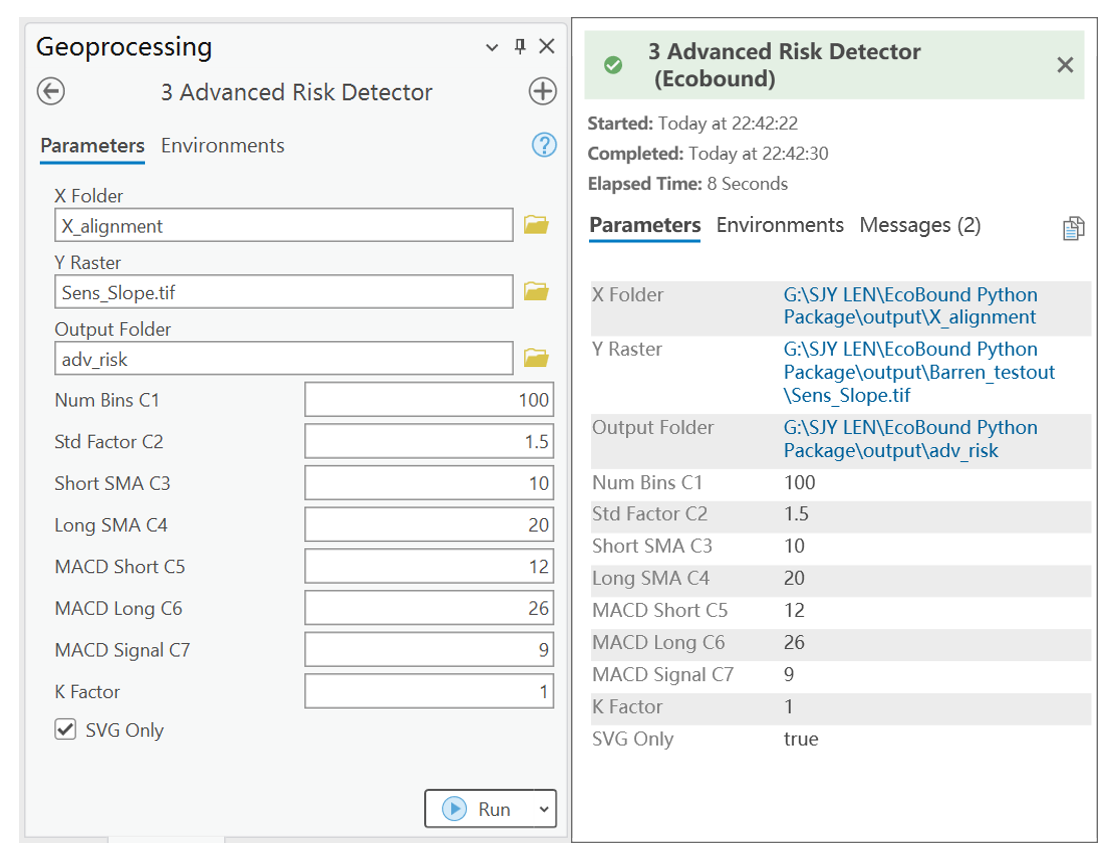 Geoprocessing
3 Advanced Risk Detector
Parameters Environments
?
X Folder
X_alignment
Y Raster
Sens_Slope.tif
Output Folder
adv_risk
Num Bins C1 100
Std Factor C2 1.5
Short SMA C3 10
Long SMA C4 20
MACD Short C5 12
MACD Long C6 26
MACD Signal C7 9
K Factor 1
SVG Only
Run
3 Advanced Risk Detector
(Ecobound)
Started: Today at 22:42:22
Completed: Today at 22:42:30
Elapsed Time: 8 Seconds
Parameters Environments Messages (2)
X Folder G:\SJY LEN\EcoBound Python
Package\output\X_alignment
Y Raster G:\SJY LEN\EcoBound Python
Package\output\Barren_testout
\Sens_Slope.tif
Output Folder G:\SJY LEN\EcoBound Python
Package\output\adv_risk
Num Bins C1 100
Std Factor C2 1.5
Short SMA C3 10
Long SMA C4 20
MACD Short C5 12
MACD Long C6 26
MACD Signal C7 9
K Factor 1
SVG Only true